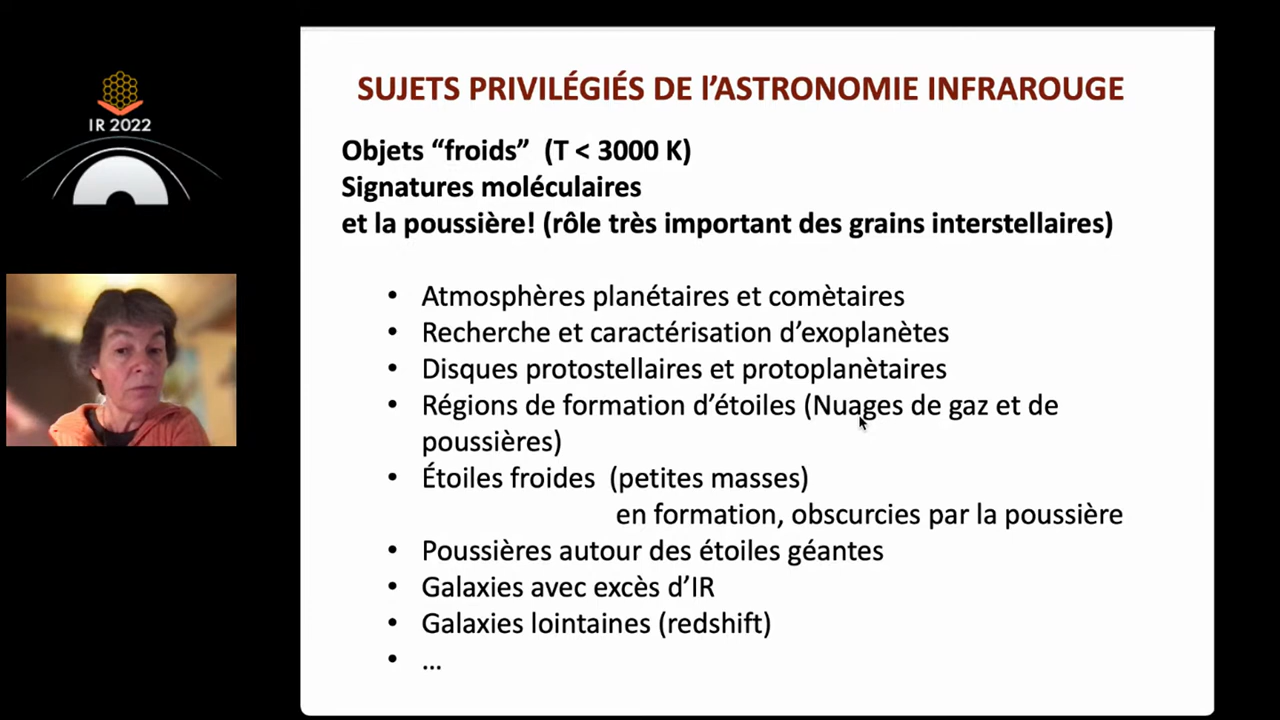 IR 2022
SUJETS PRIVILÉGIÉS DE l’ASTRONOMIE INFRAROUGE
Objets “froids” (T < 3000 K)
Signatures moléculaires
et la poussière! (rôle très important des grains interstellaires)
• Atmosphères planétaires et comètaires
• Recherche et caractérisation d’exoplanètes
• Disques protostellaires et protoplanètaires
• Régions de formation d’étoiles (Nuages de gaz et de
poussières)
• Étoiles froides (petites masses)
en formation, obscurcies par la poussière
• Poussières autour des étoiles géantes
• Galaxies avec excès d’IR
• Galaxies lointaines (redshift)
• ...